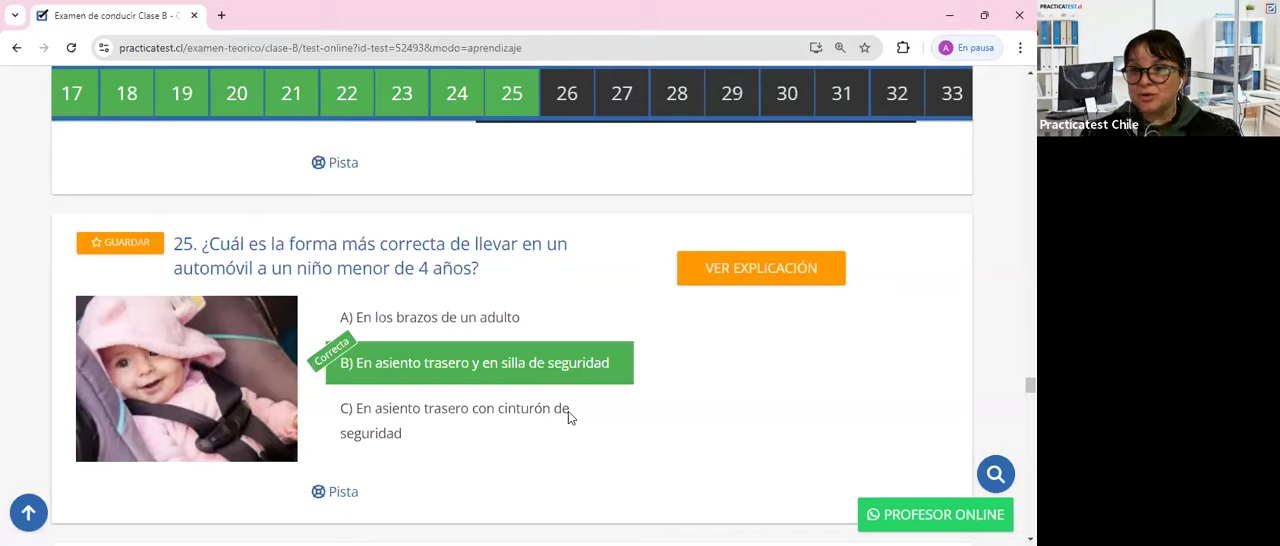 Examen de conducir Clase B - C
practicatest.cl/examen-teorico/clase-B/test-online?id-test=52493&modo=aprendizaje
A
En pausa
PRACTICATEST.cl
Practicatest Chile
17 18 19 20 21 22 23 24 25 26 27 28 29 30 31 32 33
Pista
GUARDAR
25. ¿Cuál es la forma más correcta de llevar en un
automóvil a un niño menor de 4 años?
VER EXPLICACIÓN
A) En los brazos de un adulto
Correcta
B) En asiento trasero y en silla de seguridad
C) En asiento trasero con cinturón de
seguridad
Pista
PROFESOR ONLINE